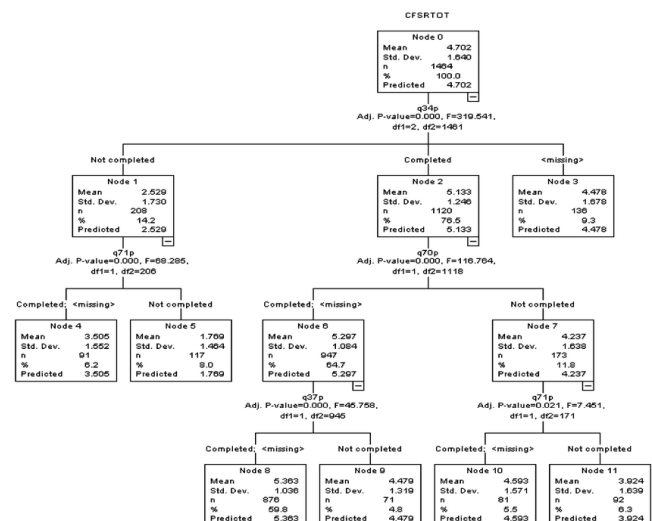 CFSRTOT
Node 0
Mean 4.702
Std. Dev. 1.640
n 1464
% 100.0
Predicted 4.702
q34p
Adj. P-value=0.000, F=319.541,
df1=2, df2=1461
Not completed
Completed
<missing>
Node 1
Mean 2.529
Std. Dev. 1.730
n 208
% 14.2
Predicted 2.529
Node 2
Mean 5.133
Std. Dev. 1.246
n 1120
% 76.5
Predicted 5.133
Node 3
Mean 4.478
Std. Dev. 1.678
n 136
% 9.3
Predicted 4.478
q71p
Adj. P-value=0.000, F=68.285,
df1=1, df2=206
q70p
Adj. P-value=0.000, F=116.764,
df1=1, df2=1118
Completed; <missing>
Not completed
Completed; <missing>
Not completed
Node 4
Mean 3.505
Std. Dev. 1.552
n 91
% 6.2
Predicted 3.505
Node 5
Mean 1.769
Std. Dev. 1.464
n 117
% 8.0
Predicted 1.769
Node 6
Mean 5.297
Std. Dev. 1.084
n 947
% 64.7
Predicted 5.297
Node 7
Mean 4.237
Std. Dev. 1.638
n 173
% 11.8
Predicted 4.237
q37p
Adj. P-value=0.000, F=45.758,
df1=1, df2=945
q71p
Adj. P-value=0.021, F=7.451,
df1=1, df2=171
Completed; <missing>
Not completed
Completed; <missing>
Not completed
Node 8
Mean 5.363
Std. Dev. 1.036
n 876
% 59.8
Predicted 5.363
Node 9
Mean 4.479
Std. Dev. 1.319
n 71
% 4.8
Predicted 4.479
Node 10
Mean 4.593
Std. Dev. 1.571
n 81
% 5.5
Predicted 4.593
Node 11
Mean 3.924
Std. Dev. 1.639
n 92
% 6.3
Predicted 3.924